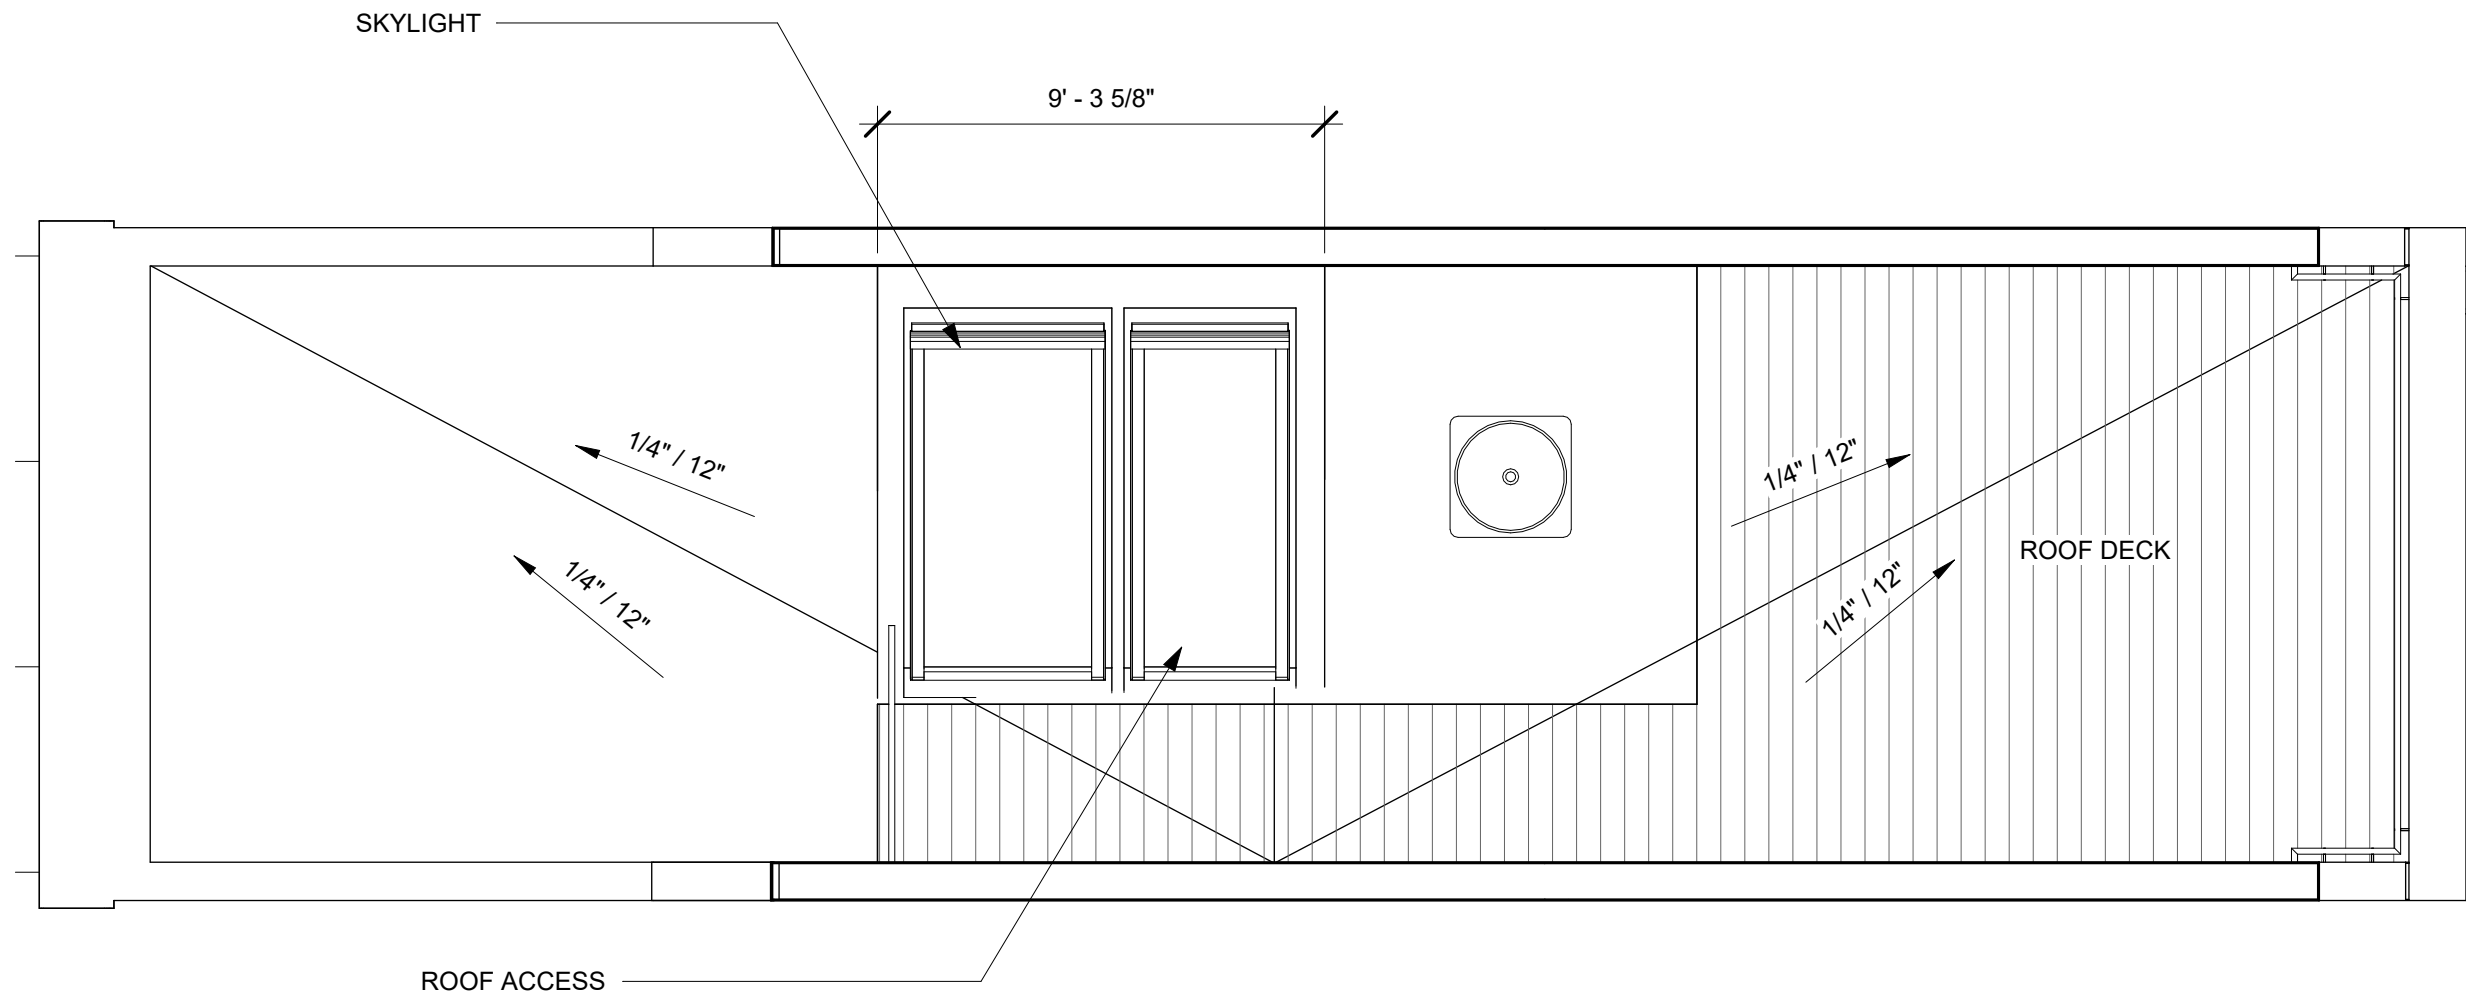 SKYLIGHT
9' - 3 5/8"
1/4" / 12"
1/4" / 12"
1/4" / 12"
1/4" / 12"
ROOF DECK
ROOF ACCESS